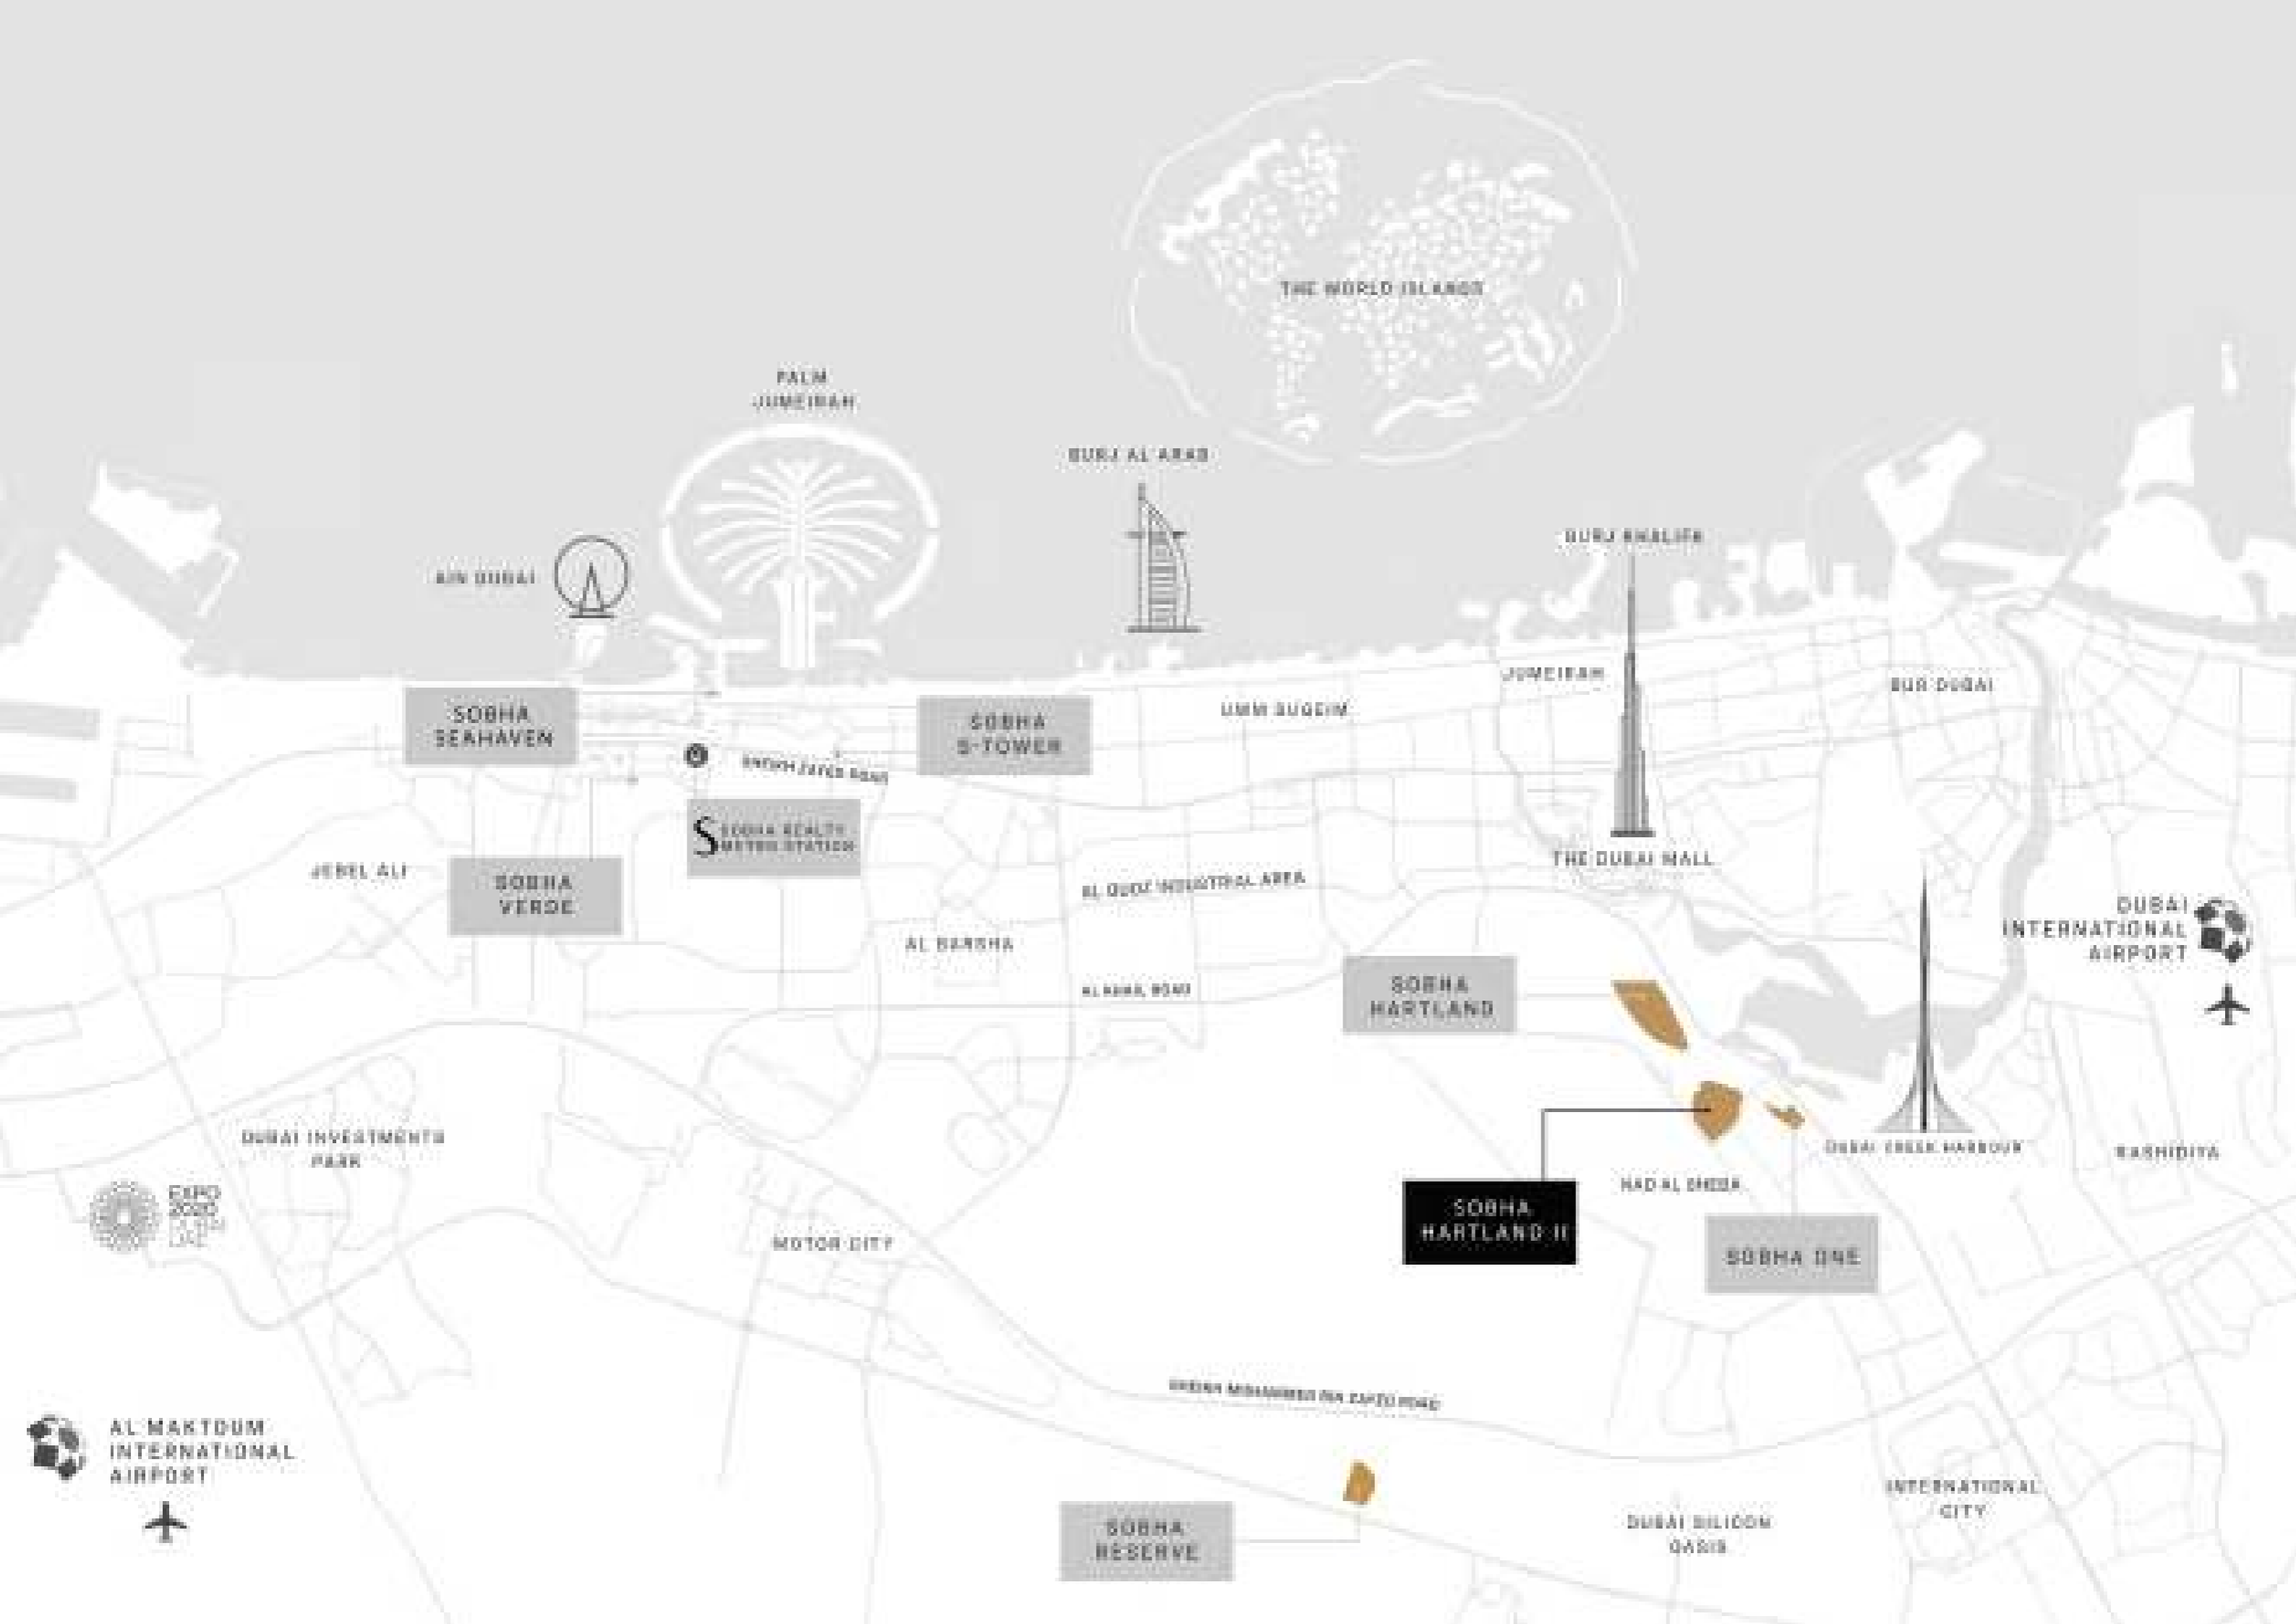 THE WORLD ISLANDS
PALM
JUMEIRAH
BURJ AL ARAB
BURJ KHALIFA
AIN DUBAI
JUMEIRAH
BUR DUBAI
SOBHA
SEAHAVEN
SOBHA
S-TOWER
UMM SUQEIM
SHEIKH ZAYED ROAD
SOBHA REALTY
METRO STATION
THE DUBAI MALL
JEBEL ALI
SOBHA
VERDE
AL QUOZ INDUSTRIAL AREA
DUBAI
INTERNATIONAL
AIRPORT
AL BARSHA
SOBHA
HARTLAND
AL KHAIL ROAD
DUBAI INVESTMENTS
PARK
DUBAI CREEK HARBOUR
RASHIDIYA
NAD AL SHEBA
EXPO
2020
SOBHA
HARTLAND II
MOTOR CITY
SOBHA ONE
SHEIKH MOHAMMED BIN ZAYED ROAD
AL MAKTOUM
INTERNATIONAL
AIRPORT
INTERNATIONAL
CITY
SOBHA
RESERVE
DUBAI SILICON
OASIS